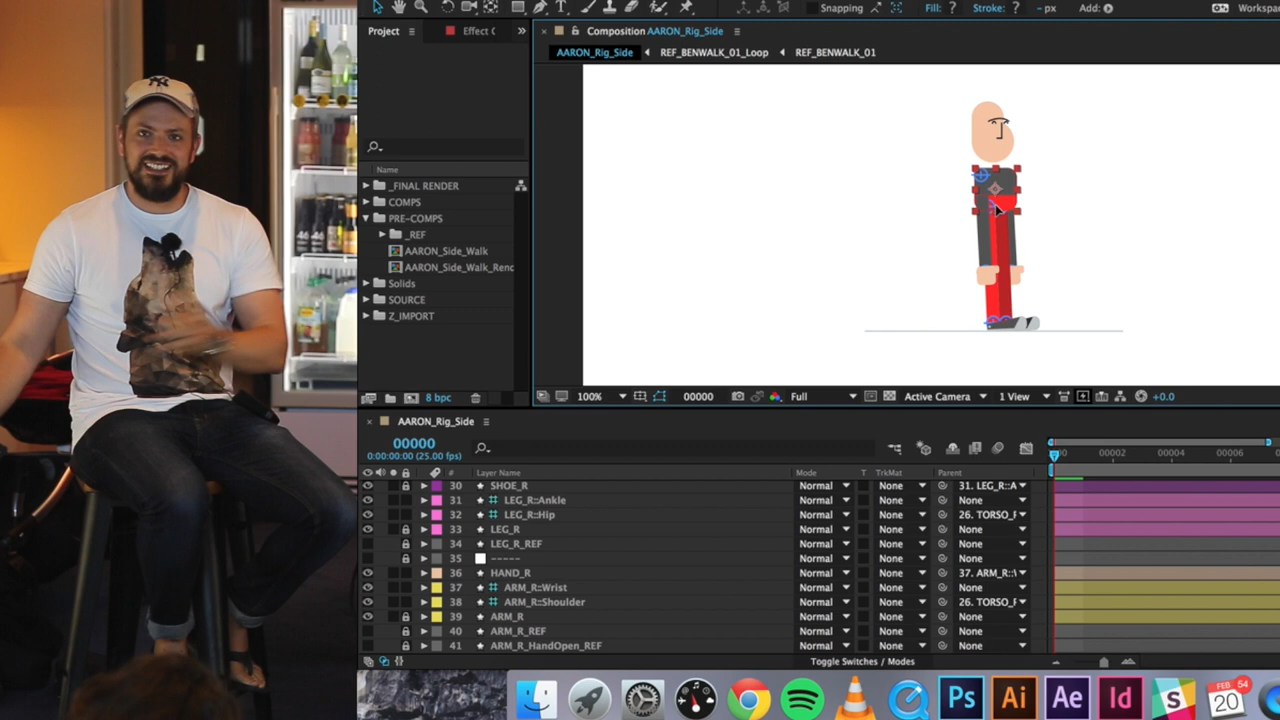 Snapping
Fill: ?
Stroke: ?
- px
Add:
Workspa
Project
Effect C
»
Composition AARON_Rig_Side
AARON_Rig_Side
REF_BENWALK_01_Loop
REF_BENWALK_01
Name
_FINAL RENDER
COMPS
PRE-COMPS
_REF
AARON_Side_Walk
AARON_Side_Walk_Rend
Solids
SOURCE
Z_IMPORT
8 bpc
100%
00000
Full
Active Camera
1 View
+0.0
AARON_Rig_Side
00000
0:00:00:00 (25.00 fps)
00002
00004
00006
# Layer Name Mode T TrkMat Parent
30 SHOE_R Normal None 31. LEG_R::A
31 LEG_R::Ankle Normal None None
32 LEG_R::Hip Normal None 26. TORSO_F
33 LEG_R Normal None None
34 LEG_R_REF Normal None None
35 ----- Normal None None
36 HAND_R Normal None 37. ARM_R::\
37 ARM_R::Wrist Normal None None
38 ARM_R::Shoulder Normal None 26. TORSO_F
39 ARM_R Normal None None
40 ARM_R_REF Normal None None
41 ARM_R_HandOpen_REF Normal None None
Toggle Switches / Modes
Ps
Ai
Ae
Id
S
FEB
20
54